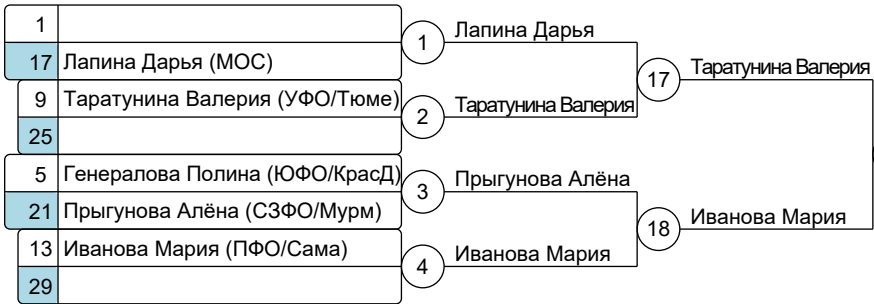 1
17 Лапина Дарья (МОС)
1
Лапина Дарья
9 Таратунина Валерия (УФО/Тюме)
25
2
Таратунина Валерия
17
Таратунина Валерия
5 Генералова Полина (ЮФО/КрасД)
21 Прыгунова Алёна (СЗФО/Мурм)
3
Прыгунова Алёна
13 Иванова Мария (ПФО/Сама)
29
4
Иванова Мария
18
Иванова Мария